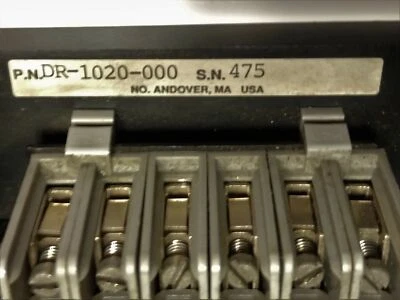 P.N. DR-1020-000 S.N. 475
NO. ANDOVER, MA USA